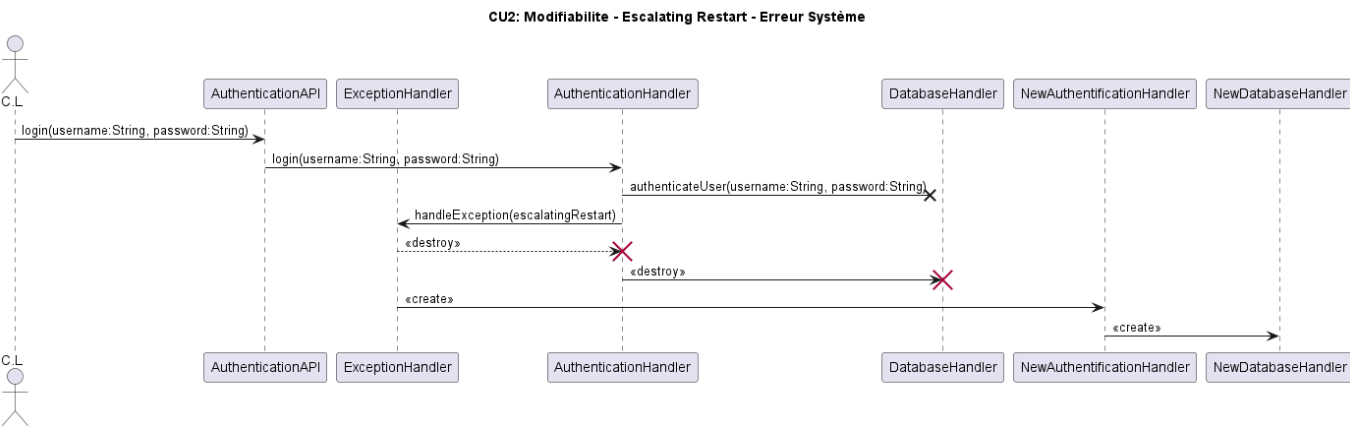 CU2: Modifiabilite - Escalating Restart - Erreur Système
C.L
AuthenticationAPI
ExceptionHandler
AuthenticationHandler
DatabaseHandler
NewAuthentificationHandler
NewDatabaseHandler
login(username:String, password:String)
login(username:String, password:String)
authenticateUser(username:String, password:String)
handleException(escalatingRestart)
«destroy»
«destroy»
«create»
«create»
C.L
AuthenticationAPI
ExceptionHandler
AuthenticationHandler
DatabaseHandler
NewAuthentificationHandler
NewDatabaseHandler